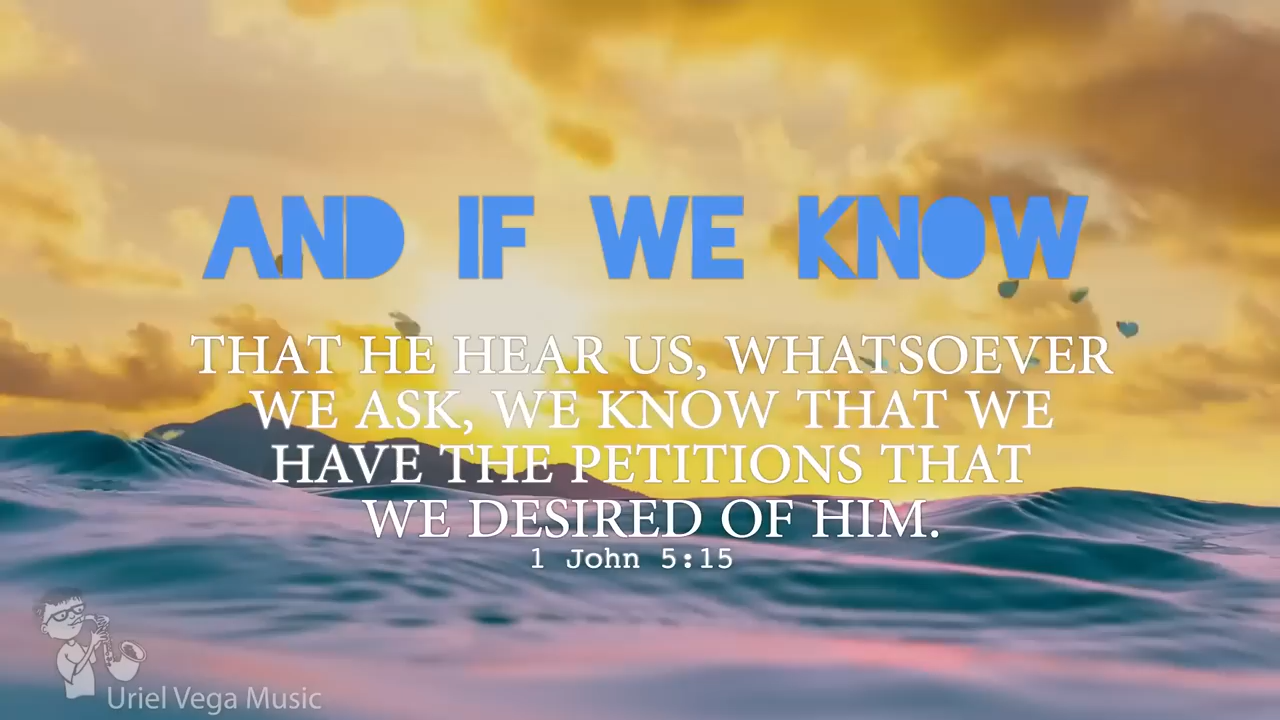 AND IF WE KNOW
THAT HE HEAR US, WHATSOEVER
WE ASK, WE KNOW THAT WE
HAVE THE PETITIONS THAT
WE DESIRED OF HIM.
1 John 5:15
Uriel Vega Music